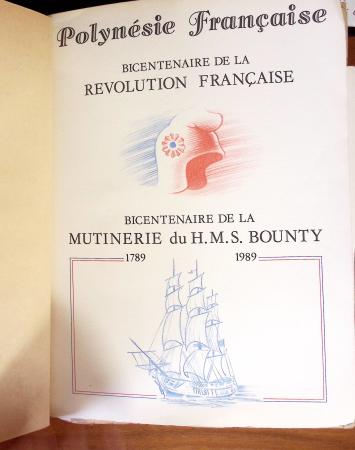 Polynésie Française
BICENTENAIRE DE LA
REVOLUTION FRANÇAISE
BICENTENAIRE DE LA
MUTINERIE du H.M.S. BOUNTY
1789 1989